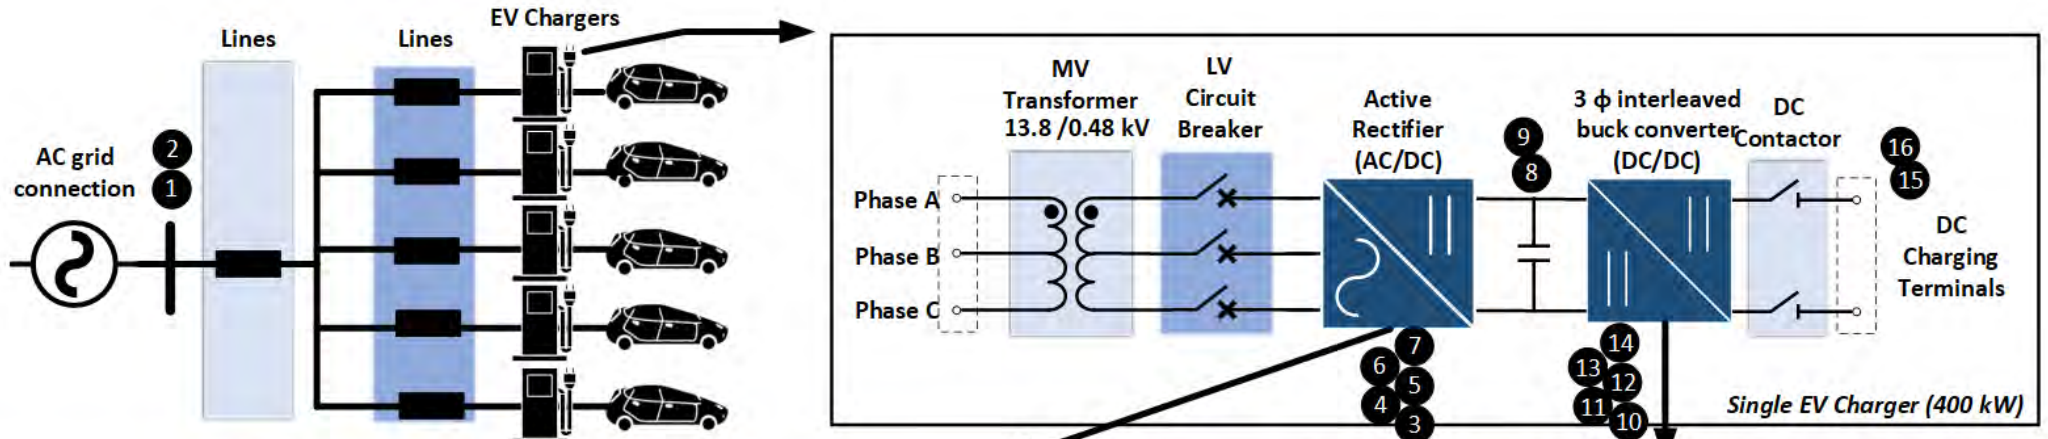 EV Chargers
Lines
Lines
AC grid
connection
2
1
MV
Transformer
13.8 /0.48 kV
LV
Circuit
Breaker
Active
Rectifier
(AC/DC)
3 ϕ interleaved
buck converter
(DC/DC)
DC
Contactor
9
8
16
15
Phase A
Phase B
Phase C
DC
Charging
Terminals
7
6
5
4
3
14
13
12
11
10
Single EV Charger (400 kW)